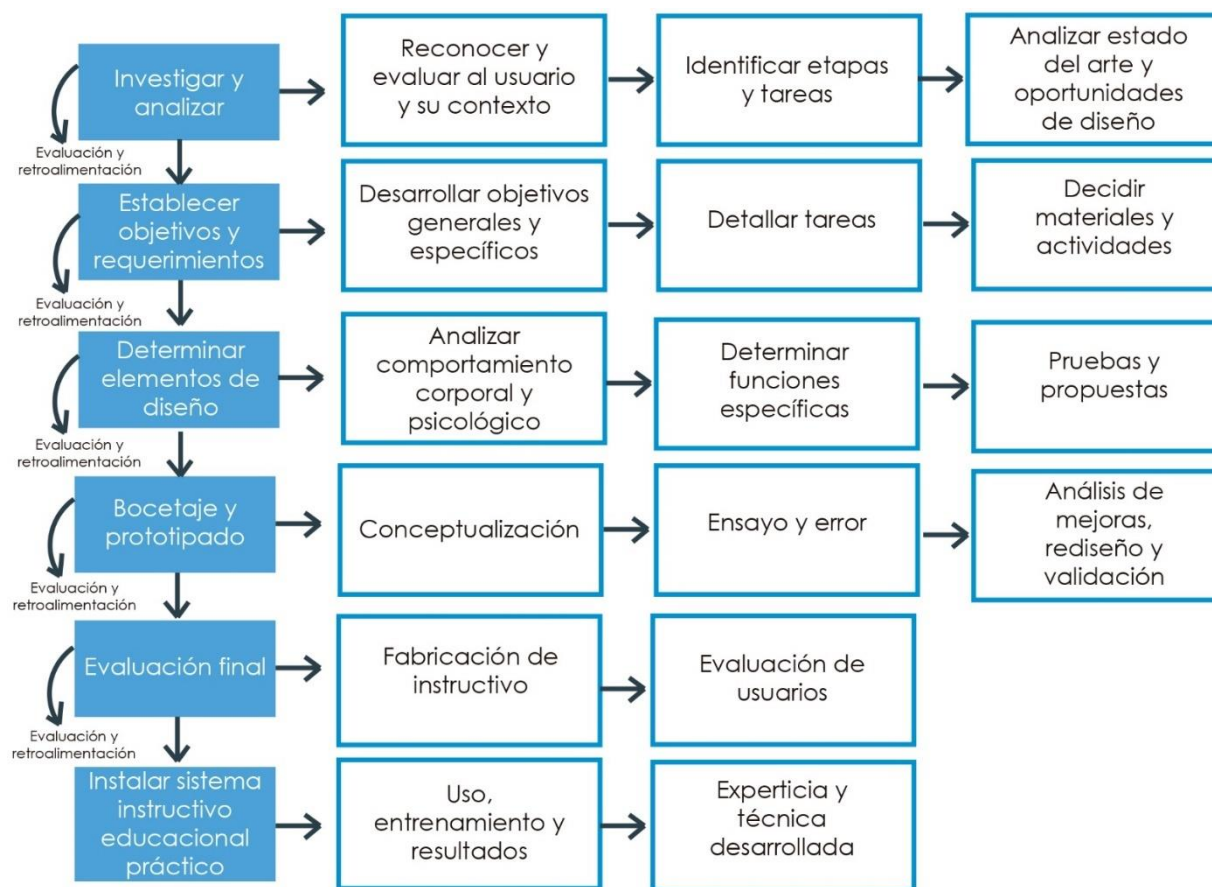 Investigar y
analizar
Reconocer y
evaluar al usuario
y su contexto
Identificar etapas
y tareas
Analizar estado
del arte y
oportunidades
de diseño
Evaluación y
retroalimentación
Establecer
objetivos y
requerimientos
Desarrollar objetivos
generales y
específicos
Detallar tareas
Decidir
materiales y
actividades
Evaluación y
retroalimentación
Determinar
elementos de
diseño
Analizar
comportamiento
corporal y
psicológico
Determinar
funciones
específicas
Pruebas y
propuestas
Evaluación y
retroalimentación
Bocetaje y
prototipado
Conceptualización
Ensayo y error
Análisis de
mejoras,
rediseño y
validación
Evaluación y
retroalimentación
Evaluación final
Fabricación de
instructivo
Evaluación de
usuarios
Evaluación y
retroalimentación
Instalar sistema
instructivo
educacional
práctico
Uso,
entrenamiento y
resultados
Experticia y
técnica
desarrollada